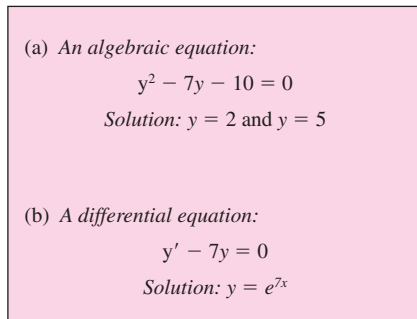 (a) An algebraic equation:
y² − 7y − 10 = 0
Solution: y = 2 and y = 5
(b) A differential equation:
y′ − 7y = 0
Solution: y = e⁷ˣ